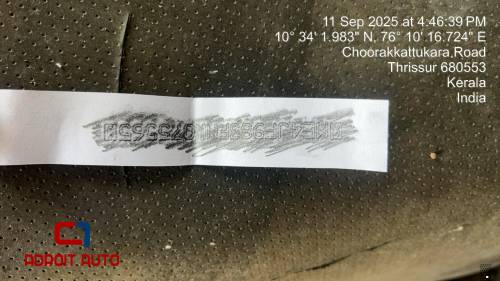 11 Sep 2025 at 4:46:39 PM
10° 34' 1.983" N, 76° 10' 16.724" E
Choorakkattukara Road
Thrissur 680553
Kerala
India
ADROIT AUTO